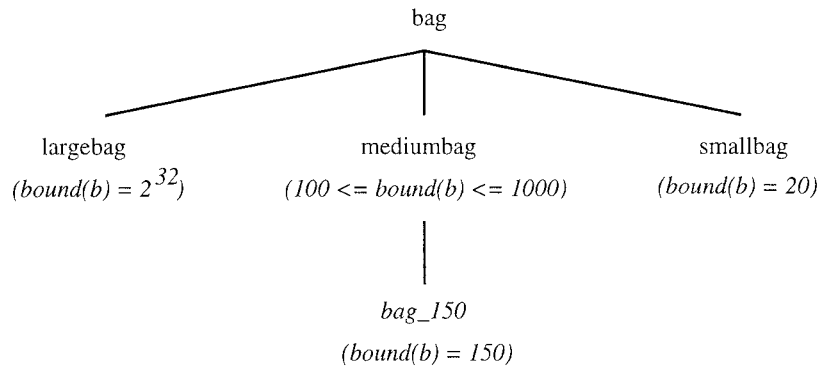 bag
largebag mediumbag smallbag
(bound(b) = 2^32) (100 <= bound(b) <= 1000) (bound(b) = 20)
bag_150
(bound(b) = 150)